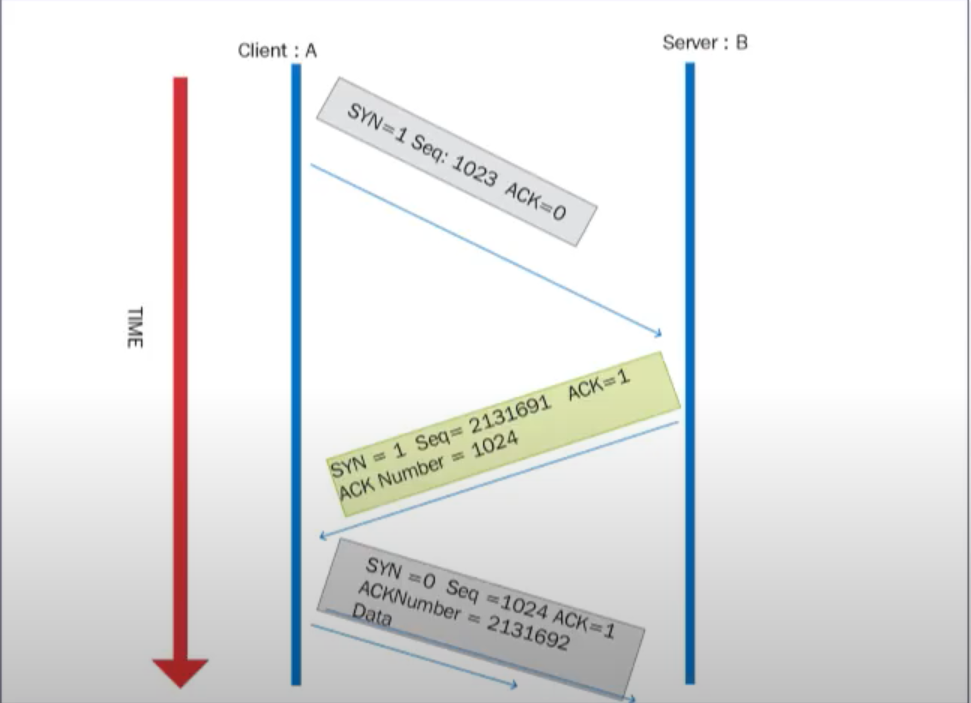 Client : A
Server : B
SYN=1 Seq: 1023 ACK=0
TIME
SYN = 1 Seq= 2131691 ACK=1
ACK Number = 1024
SYN =0 Seq =1024 ACK=1
ACKNumber = 2131692
Data